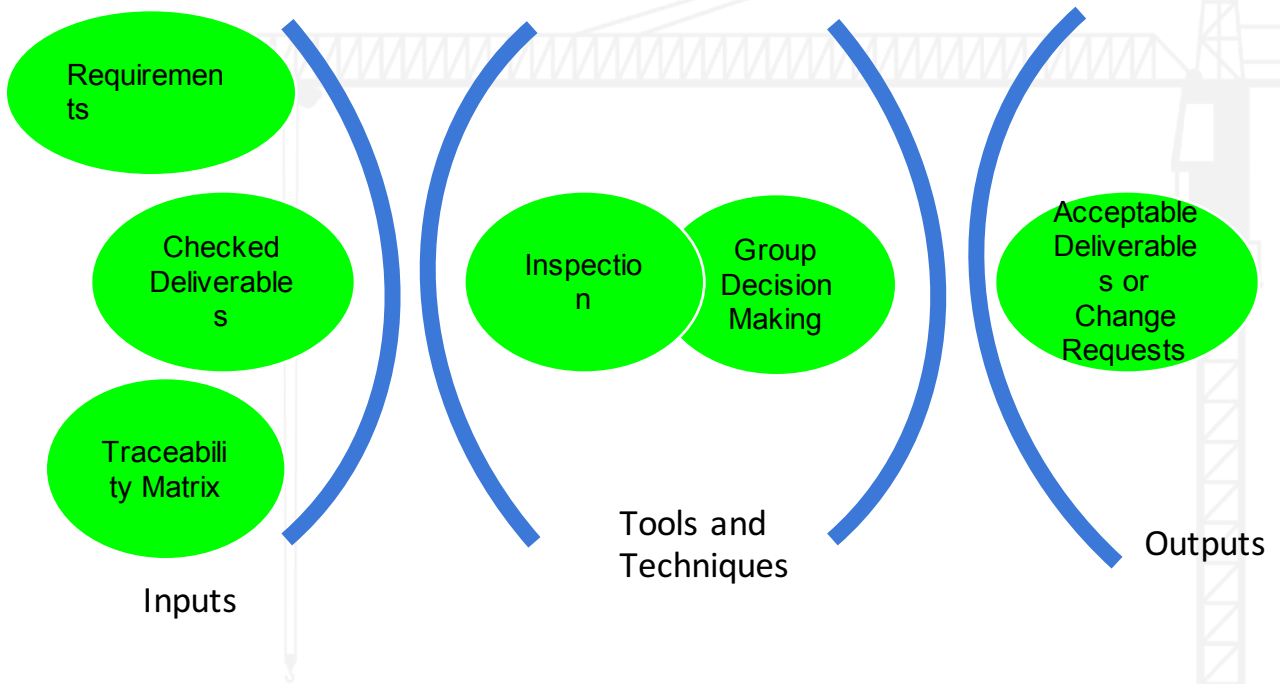 Requiremen
ts
Checked
Deliverable
s
Traceabili
ty Matrix
Inputs
Inspectio
n
Group
Decision
Making
Tools and
Techniques
Acceptable
Deliverable
s or
Change
Requests
Outputs